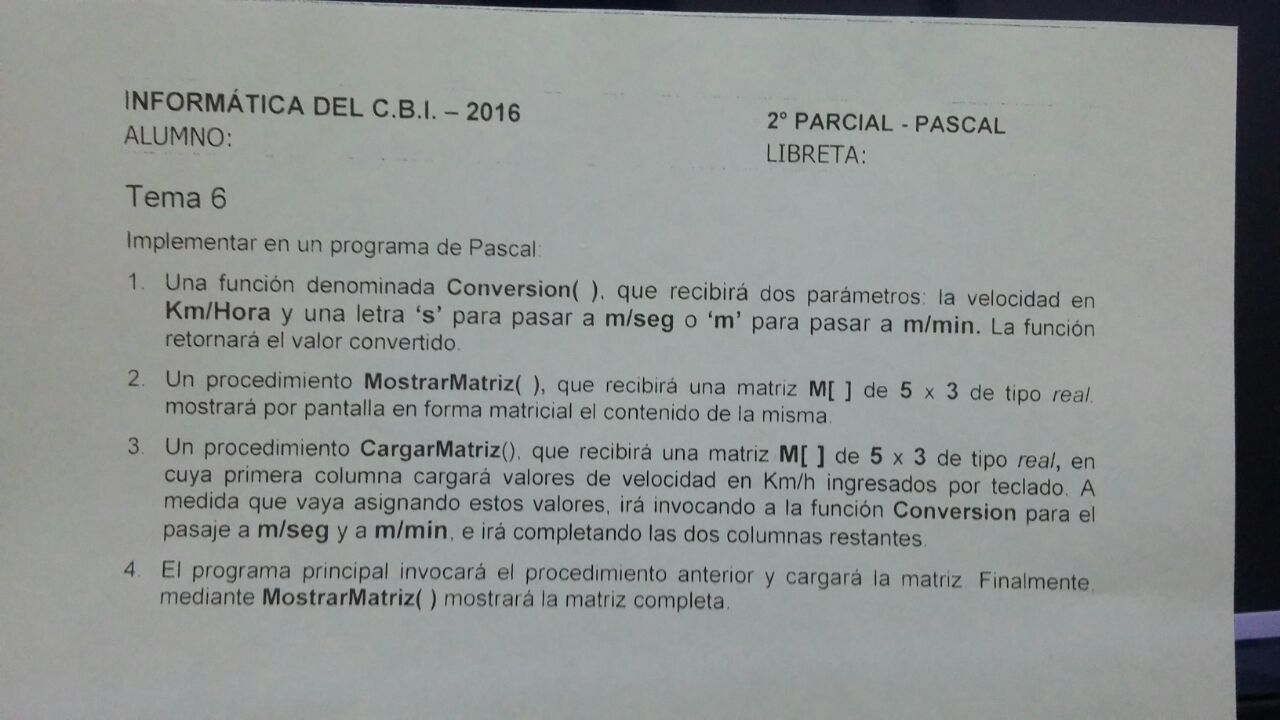 INFORMÁTICA DEL C.B.I. – 2016
2° PARCIAL - PASCAL
ALUMNO:
LIBRETA:
Tema 6
Implementar en un programa de Pascal:
1. Una función denominada Conversion( ), que recibirá dos parámetros: la velocidad en
Km/Hora y una letra ‘s’ para pasar a m/seg o ‘m’ para pasar a m/min. La función
retornará el valor convertido.
2. Un procedimiento MostrarMatriz( ), que recibirá una matriz M[ ] de 5 x 3 de tipo real.
mostrará por pantalla en forma matricial el contenido de la misma.
3. Un procedimiento CargarMatriz(), que recibirá una matriz M[ ] de 5 x 3 de tipo real, en
cuya primera columna cargará valores de velocidad en Km/h ingresados por teclado. A
medida que vaya asignando estos valores, irá invocando a la función Conversion para el
pasaje a m/seg y a m/min, e irá completando las dos columnas restantes.
4. El programa principal invocará el procedimiento anterior y cargará la matriz. Finalmente,
mediante MostrarMatriz( ) mostrará la matriz completa.